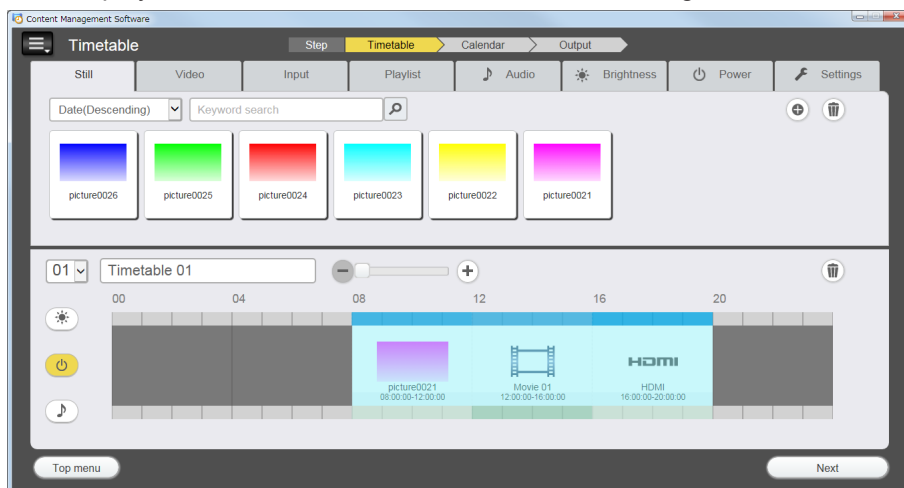 Content Management Software
Timetable
Step
Timetable
Calendar
Output
Still
Video
Input
Playlist
Audio
Brightness
Power
Settings
Date(Descending)
Keyword search
picture0026
picture0025
picture0024
picture0023
picture0022
picture0021
01
Timetable 01
00
04
08
12
16
20
HDMI
picture0021
Movie 01
HDMI
08:00:00-12:00:00
12:00:00-16:00:00
16:00:00-20:00:00
Top menu
Next